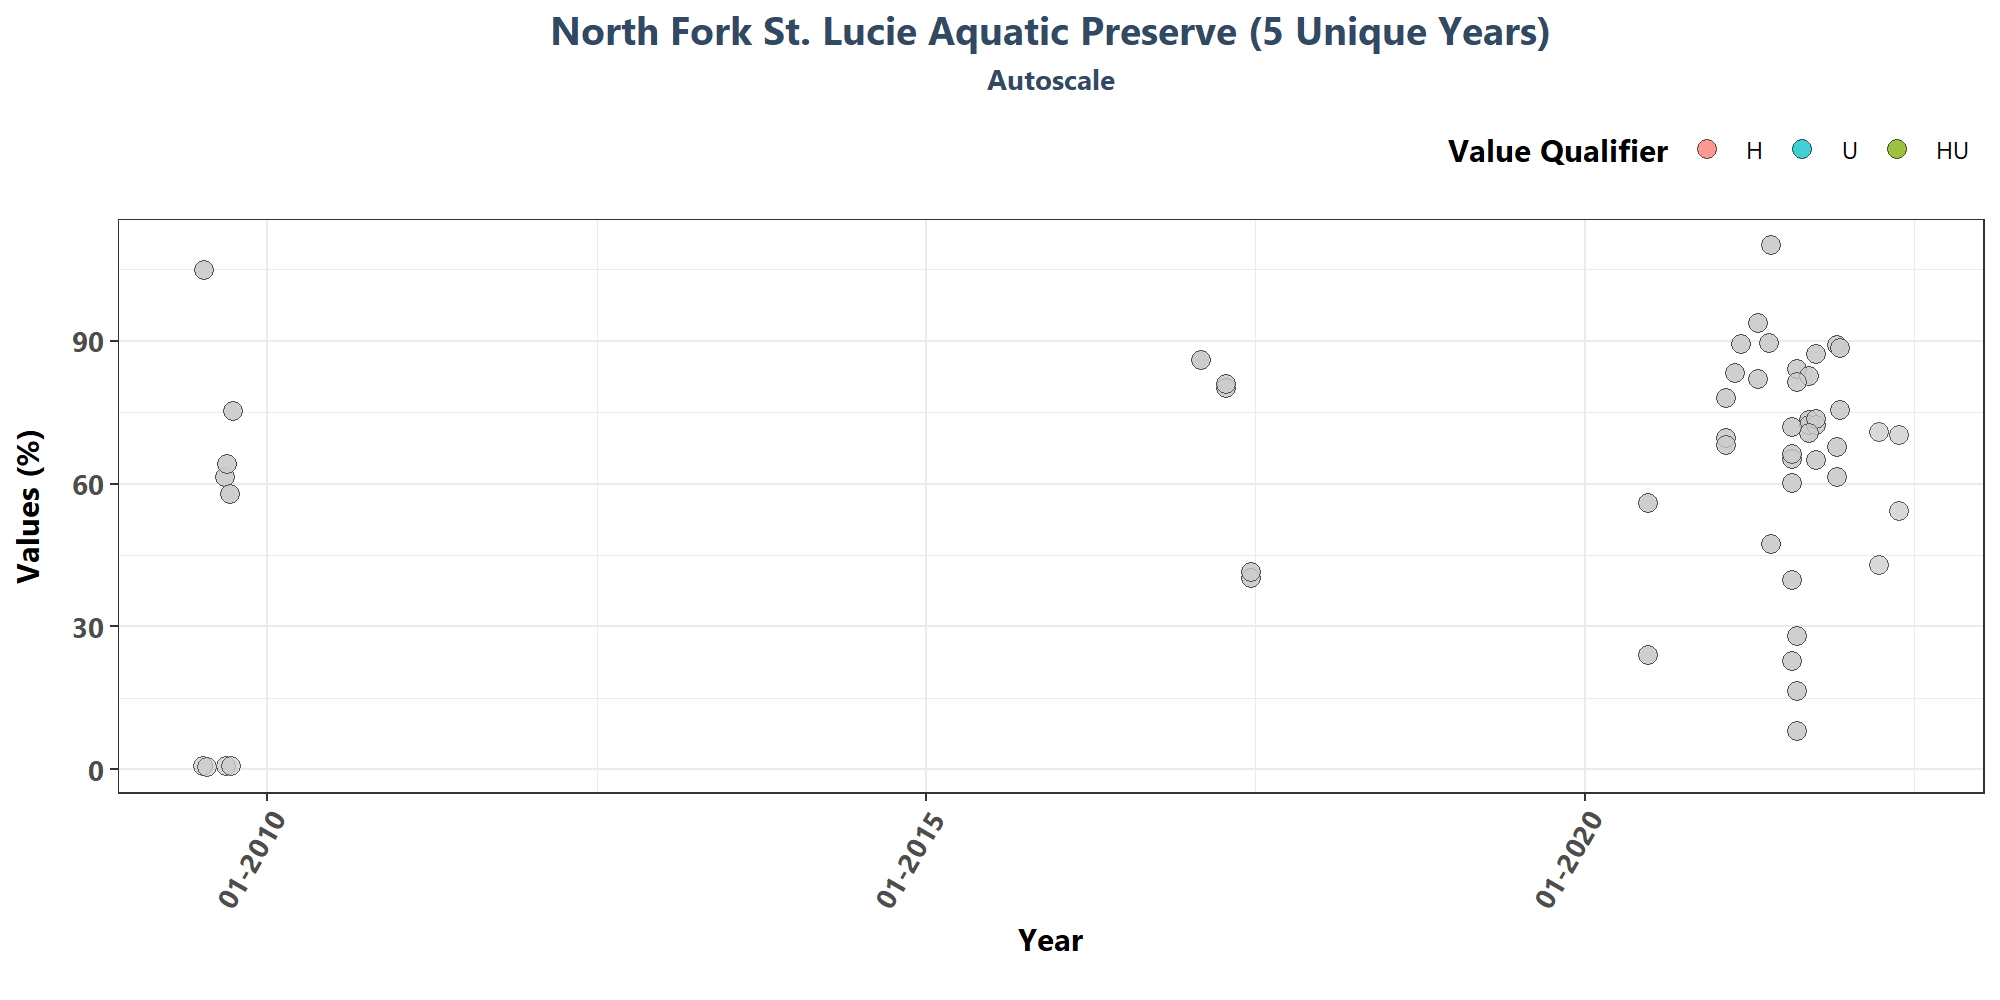 North Fork St. Lucie Aquatic Preserve (5 Unique Years)
Autoscale
Value Qualifier H U HU
Values (%)
90
60
30
0
01-2010 01-2015 01-2020
Year